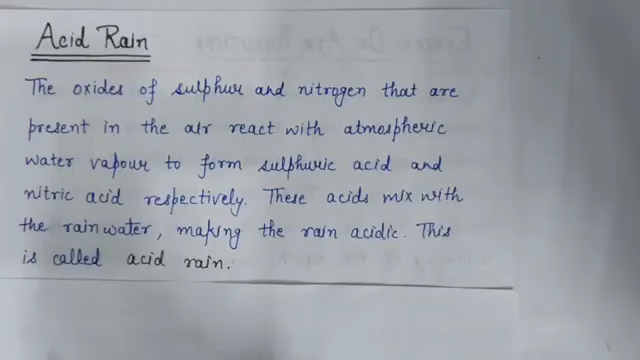 Acid Rain
The oxides of sulphur and nitrogen that are
present in the air react with atmospheric
water vapour to form sulphuric acid and
nitric acid respectively. These acids mix with
the rainwater, making the rain acidic. This
is called acid rain.